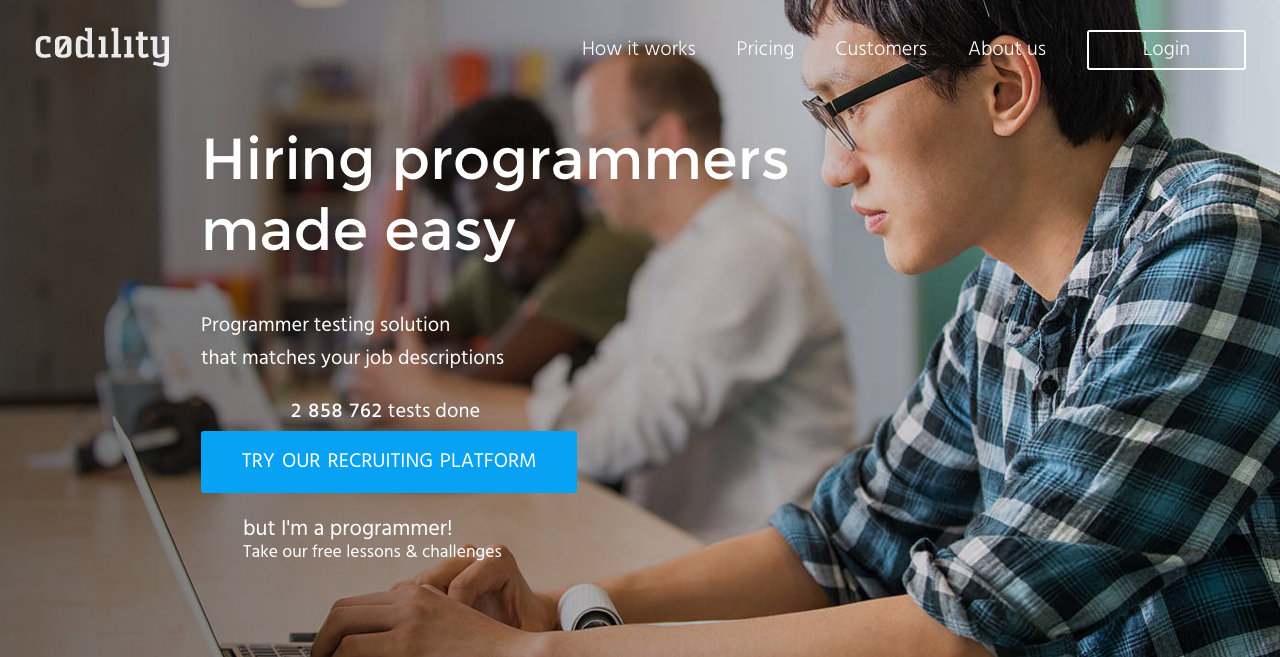 cødılıty
How it works
Pricing
Customers
About us
Login
Hiring programmers
made easy
Programmer testing solution
that matches your job descriptions
2 858 762 tests done
TRY OUR RECRUITING PLATFORM
but I'm a programmer!
Take our free lessons & challenges